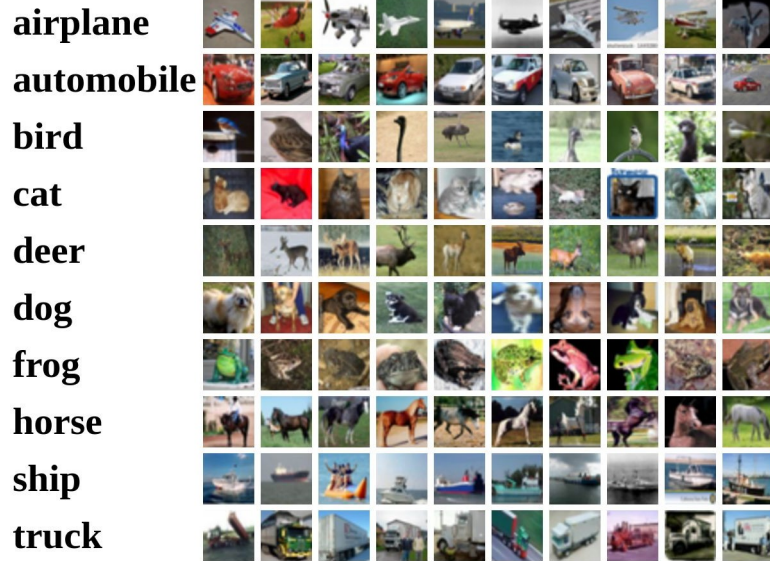 airplane
automobile
bird
cat
deer
dog
frog
horse
ship
truck